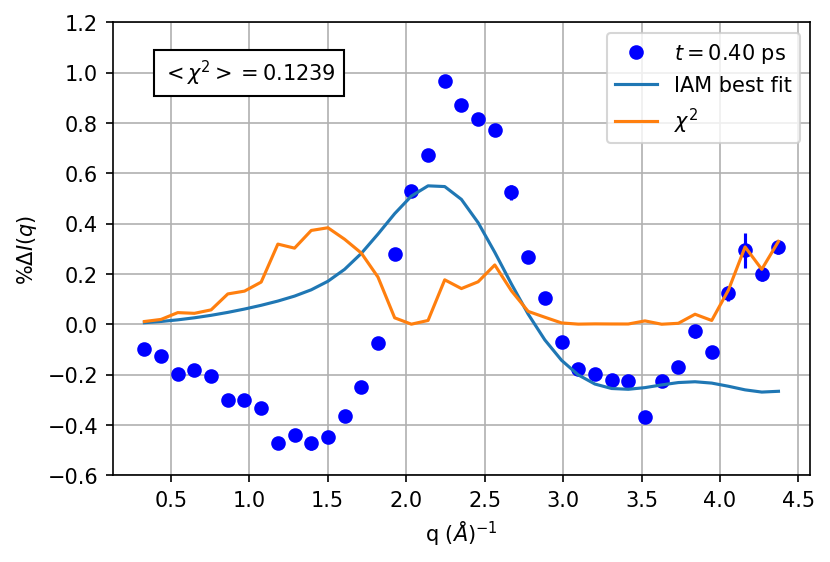 1.2
1.0
0.8
0.6
0.4
0.2
0.0
−0.2
−0.4
−0.6
%ΔI(q)
<χ²> = 0.1239
t = 0.40 ps
IAM best fit
χ²
0.5 1.0 1.5 2.0 2.5 3.0 3.5 4.0 4.5
q (Å)⁻¹